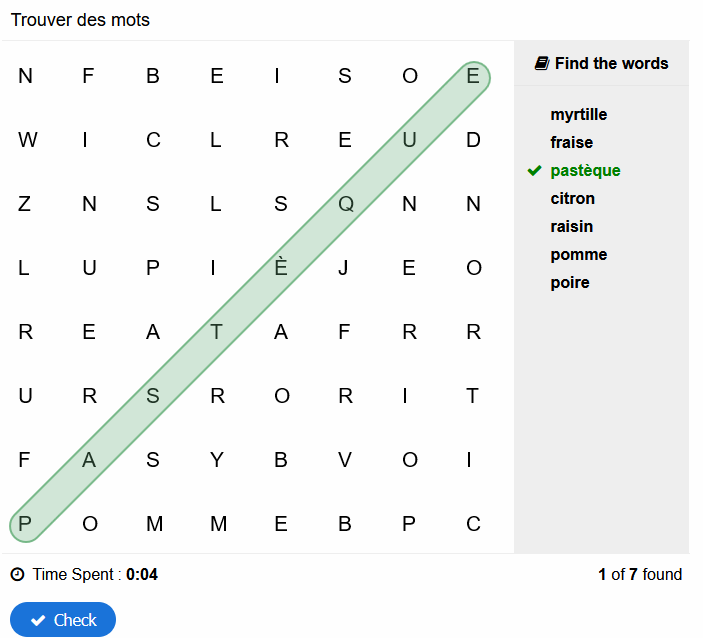 Trouver des mots
N F B E I S O E
W I C L R E U D
Z N S L S Q N N
L U P I È J E O
R E A T A F R R
U R S R O R I T
F A S Y B V O I
P O M M E B P C
Find the words
myrtille
fraise
pastèque
citron
raisin
pomme
poire
Time Spent : 0:04
1 of 7 found
Check